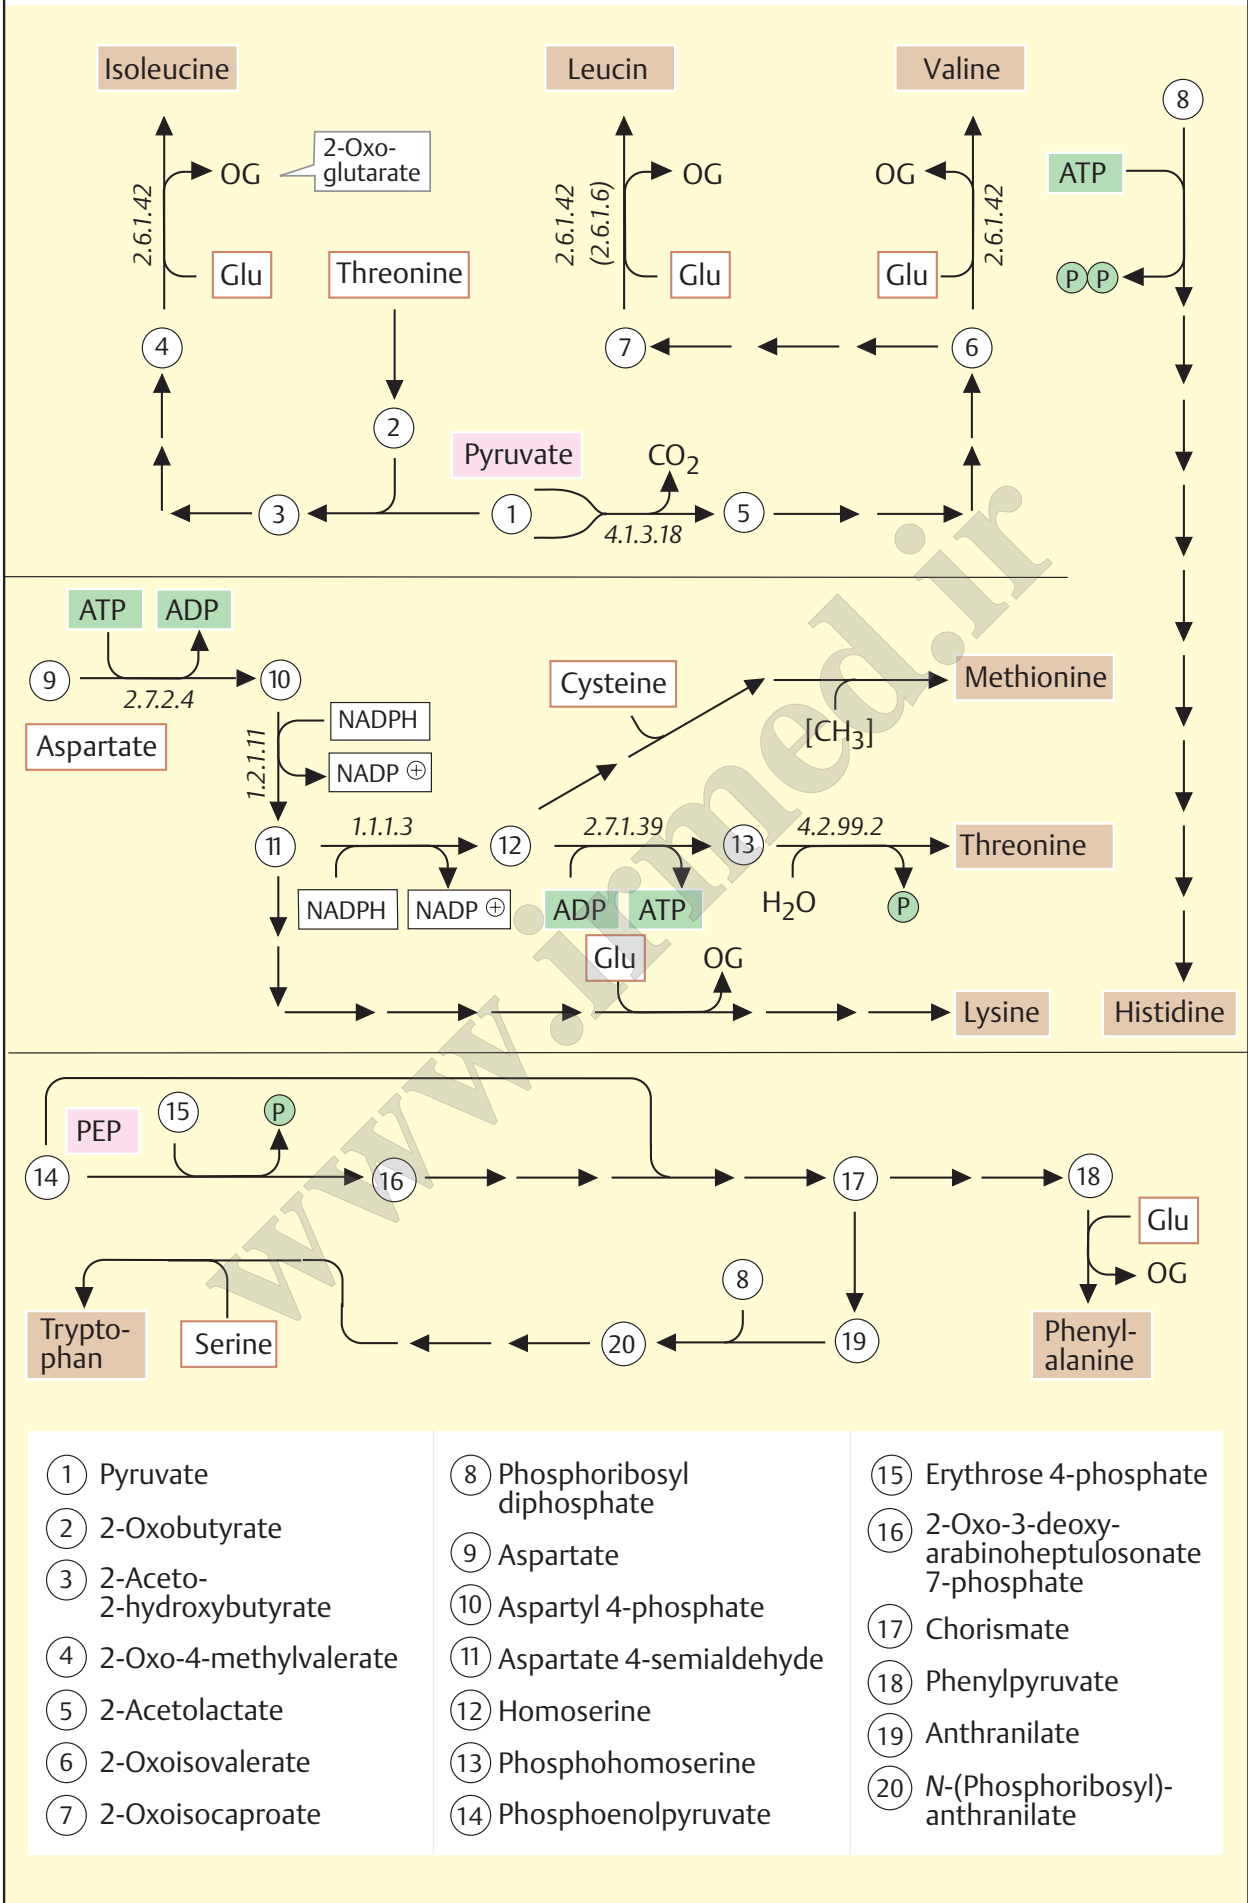 Isoleucine
Leucin
Valine
8
2.6.1.42
OG
2-Oxo-
glutarate
2.6.1.42
(2.6.1.6)
OG
OG
2.6.1.42
ATP
Glu
Threonine
Glu
Glu
P P
4
7
6
2
Pyruvate
CO2
3
1
5
4.1.3.18
ATP
ADP
9
10
2.7.2.4
Aspartate
NADPH
1.2.1.11
NADP ⊕
Cysteine
Methionine
[CH3]
11
1.1.1.3
12
2.7.1.39
13
4.2.99.2
Threonine
NADPH
NADP ⊕
ADP
ATP
H2O
P
Glu
OG
Lysine
Histidine
PEP
15
P
14
16
17
18
Glu
OG
8
Trypto-
phan
Serine
20
19
Phenyl-
alanine
1 Pyruvate
2 2-Oxobutyrate
3 2-Aceto-
2-hydroxybutyrate
4 2-Oxo-4-methylvalerate
5 2-Acetolactate
6 2-Oxoisovalerate
7 2-Oxoisocaproate
8 Phosphoribosyl
diphosphate
9 Aspartate
10 Aspartyl 4-phosphate
11 Aspartate 4-semialdehyde
12 Homoserine
13 Phosphohomoserine
14 Phosphoenolpyruvate
15 Erythrose 4-phosphate
16 2-Oxo-3-deoxy-
arabinoheptulosonate
7-phosphate
17 Chorismate
18 Phenylpyruvate
19 Anthranilate
20 N-(Phosphoribosyl)-
anthranilate
www.irmed.ir